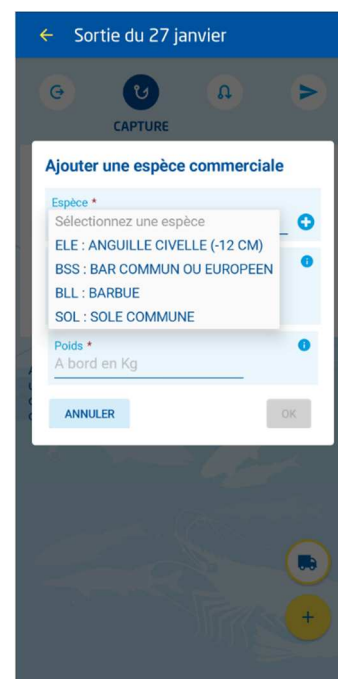 Sortie du 27 janvier
CAPTURE
Ajouter une espèce commerciale
Espèce *
Sélectionnez une espèce
ELE : ANGUILLE CIVELLE (-12 CM)
BSS : BAR COMMUN OU EUROPEEN
BLL : BARBUE
SOL : SOLE COMMUNE
Poids *
A bord en Kg
ANNULER
OK